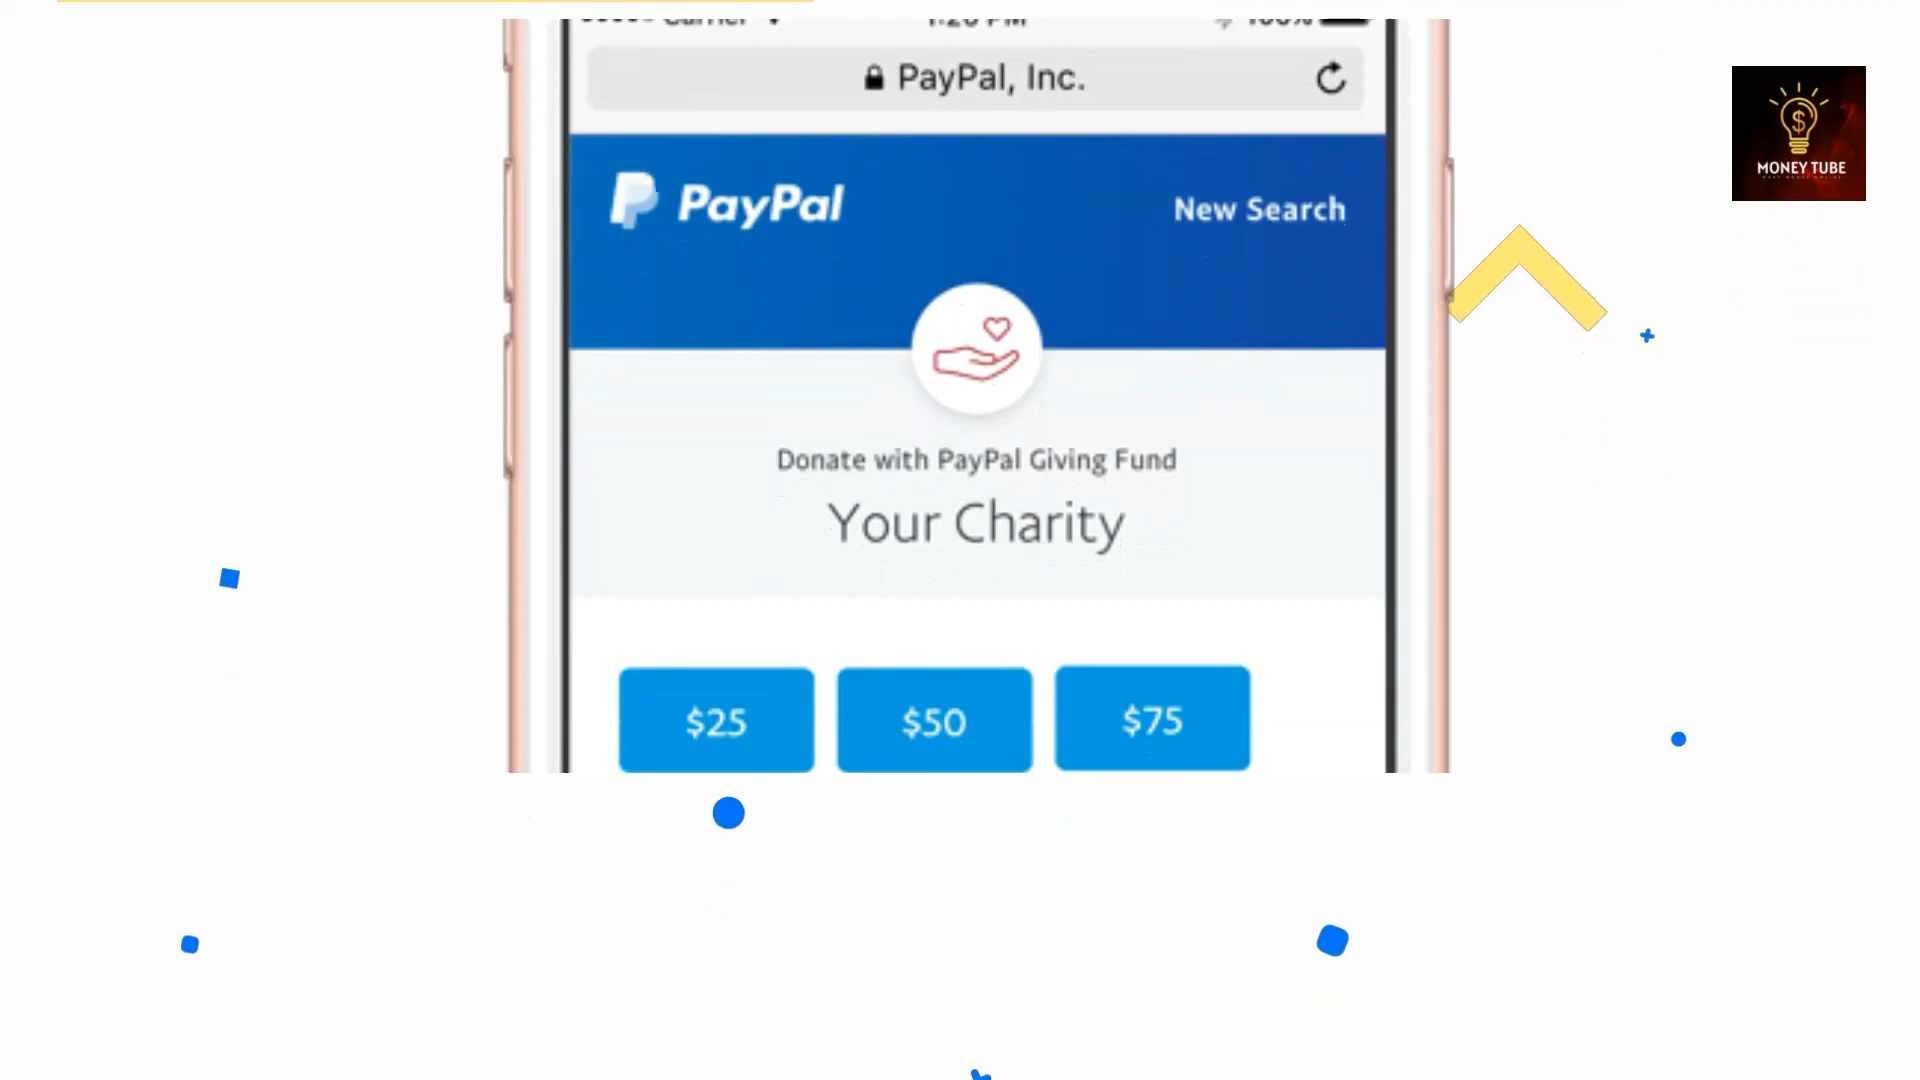 PayPal, Inc.
PayPal
New Search
Donate with PayPal Giving Fund
Your Charity
$25
$50
$75
$
MONEY TUBE